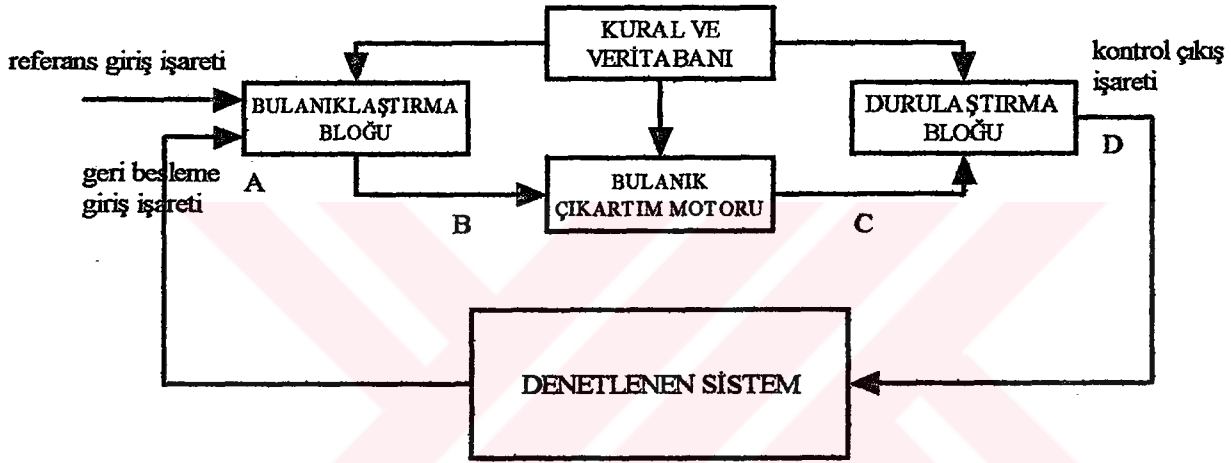 KURAL VE
VERİTABANI
referans giriş işareti
kontrol çıkış
işareti
BULANIKLAŞTIRMA
BLOĞU
DURULAŞTIRMA
BLOĞU
geri besleme
giriş işareti
A
B
BULANIK
ÇIKARTIM MOTORU
C
D
DENETLENEN SİSTEM